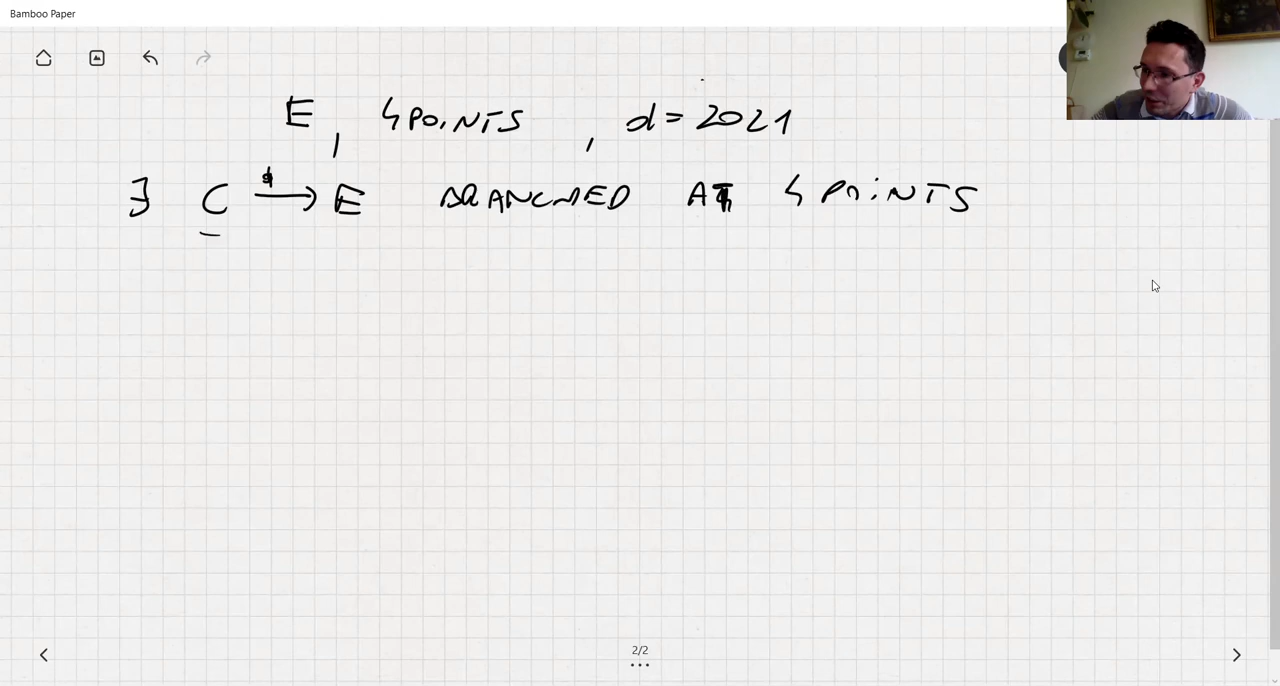 Bamboo Paper
E, 4 POINTS, d = 2021
∃ C → E BRANCHED AT 4 POINTS
2/2